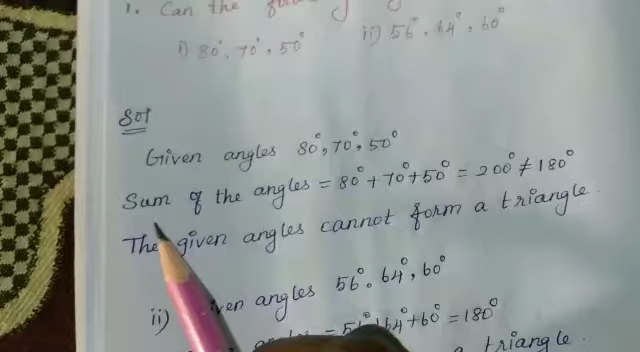 1. Can the
i) 80°, 70°, 50° ii) 56°, 64°, 60°
Sol
Given angles 80°, 70°, 50°
Sum of the angles = 80° + 70° + 50° = 200° ≠ 180°
The given angles cannot form a triangle.
ii) angles 56°, 64°, 60°
+ 60° = 180°
a triangle.